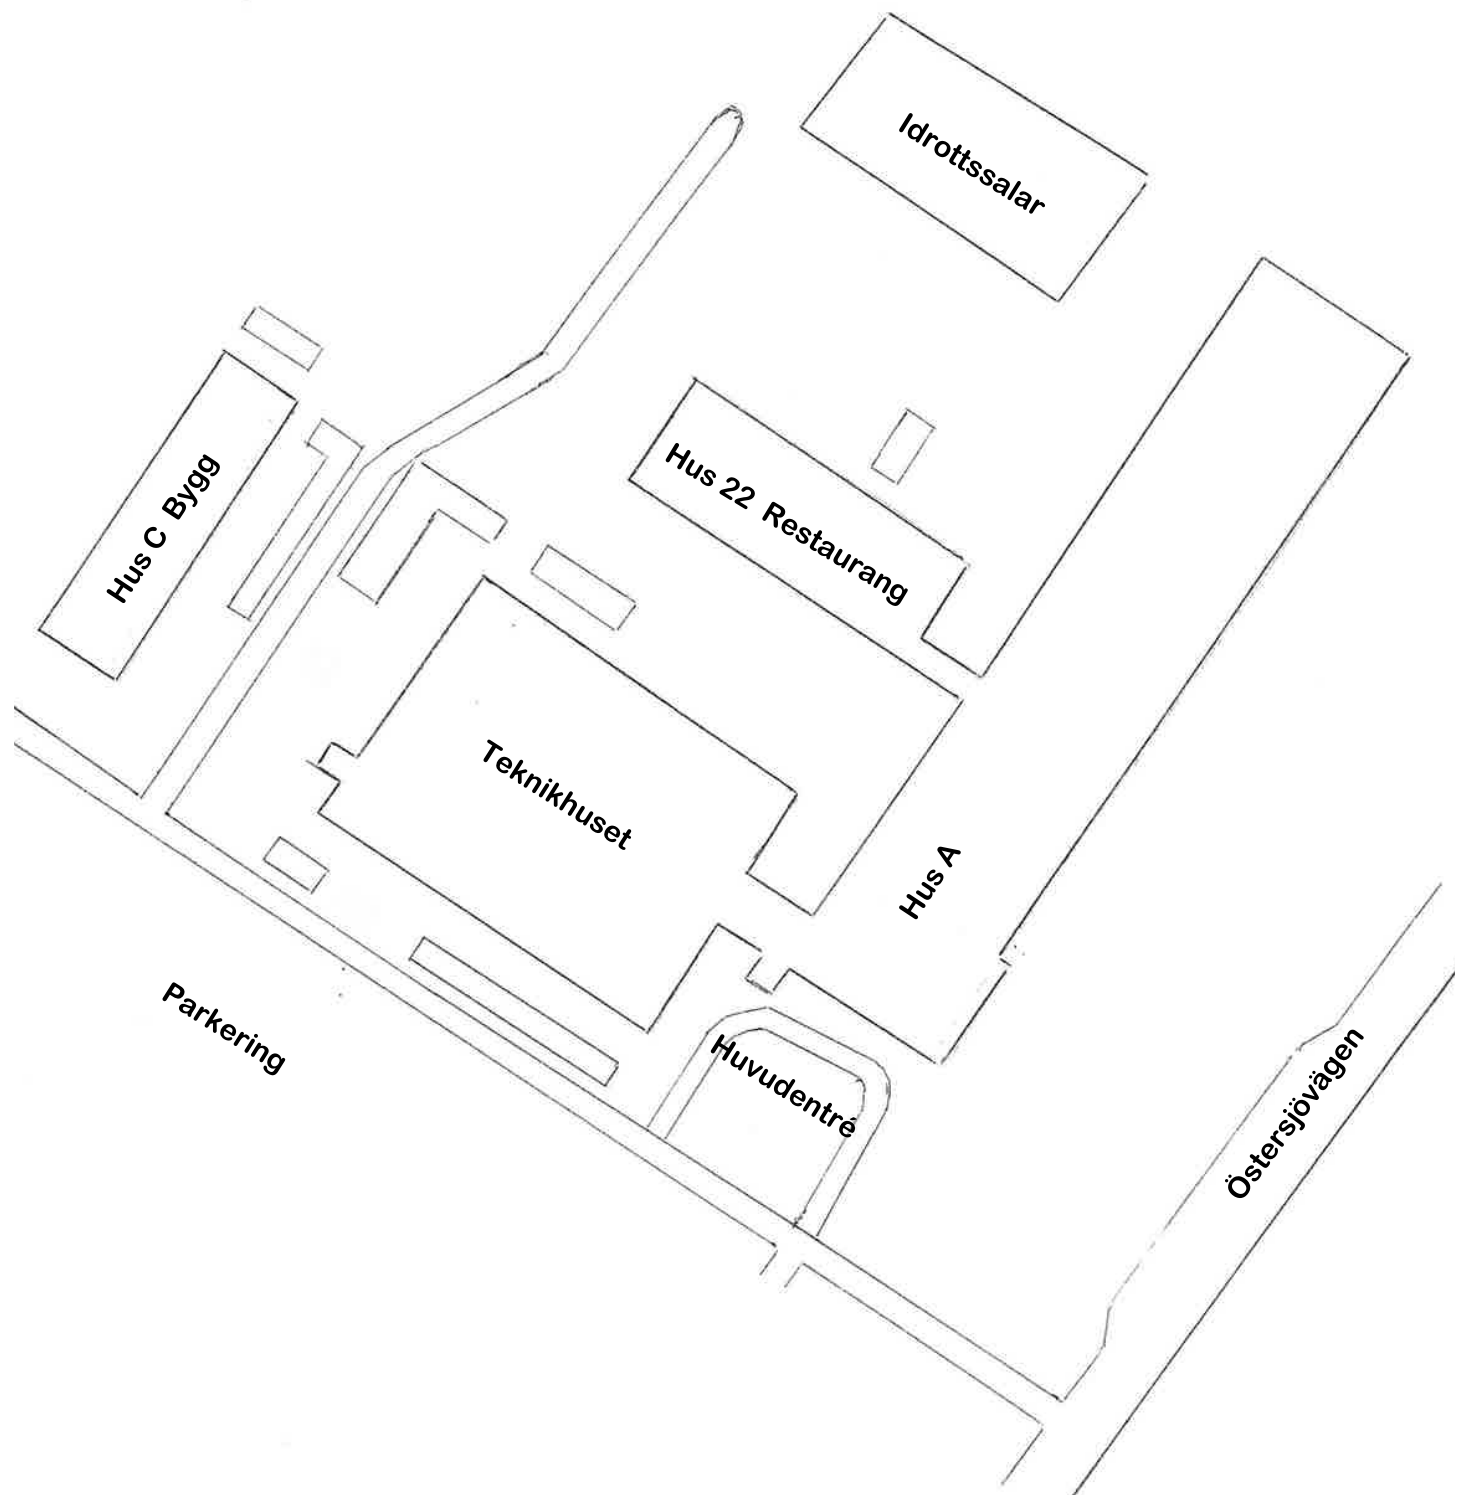 Idrottssalar
Hus C Bygg
Hus 22 Restaurang
Teknikhuset
Hus A
Parkering
Huvudentré
Östersjövägen